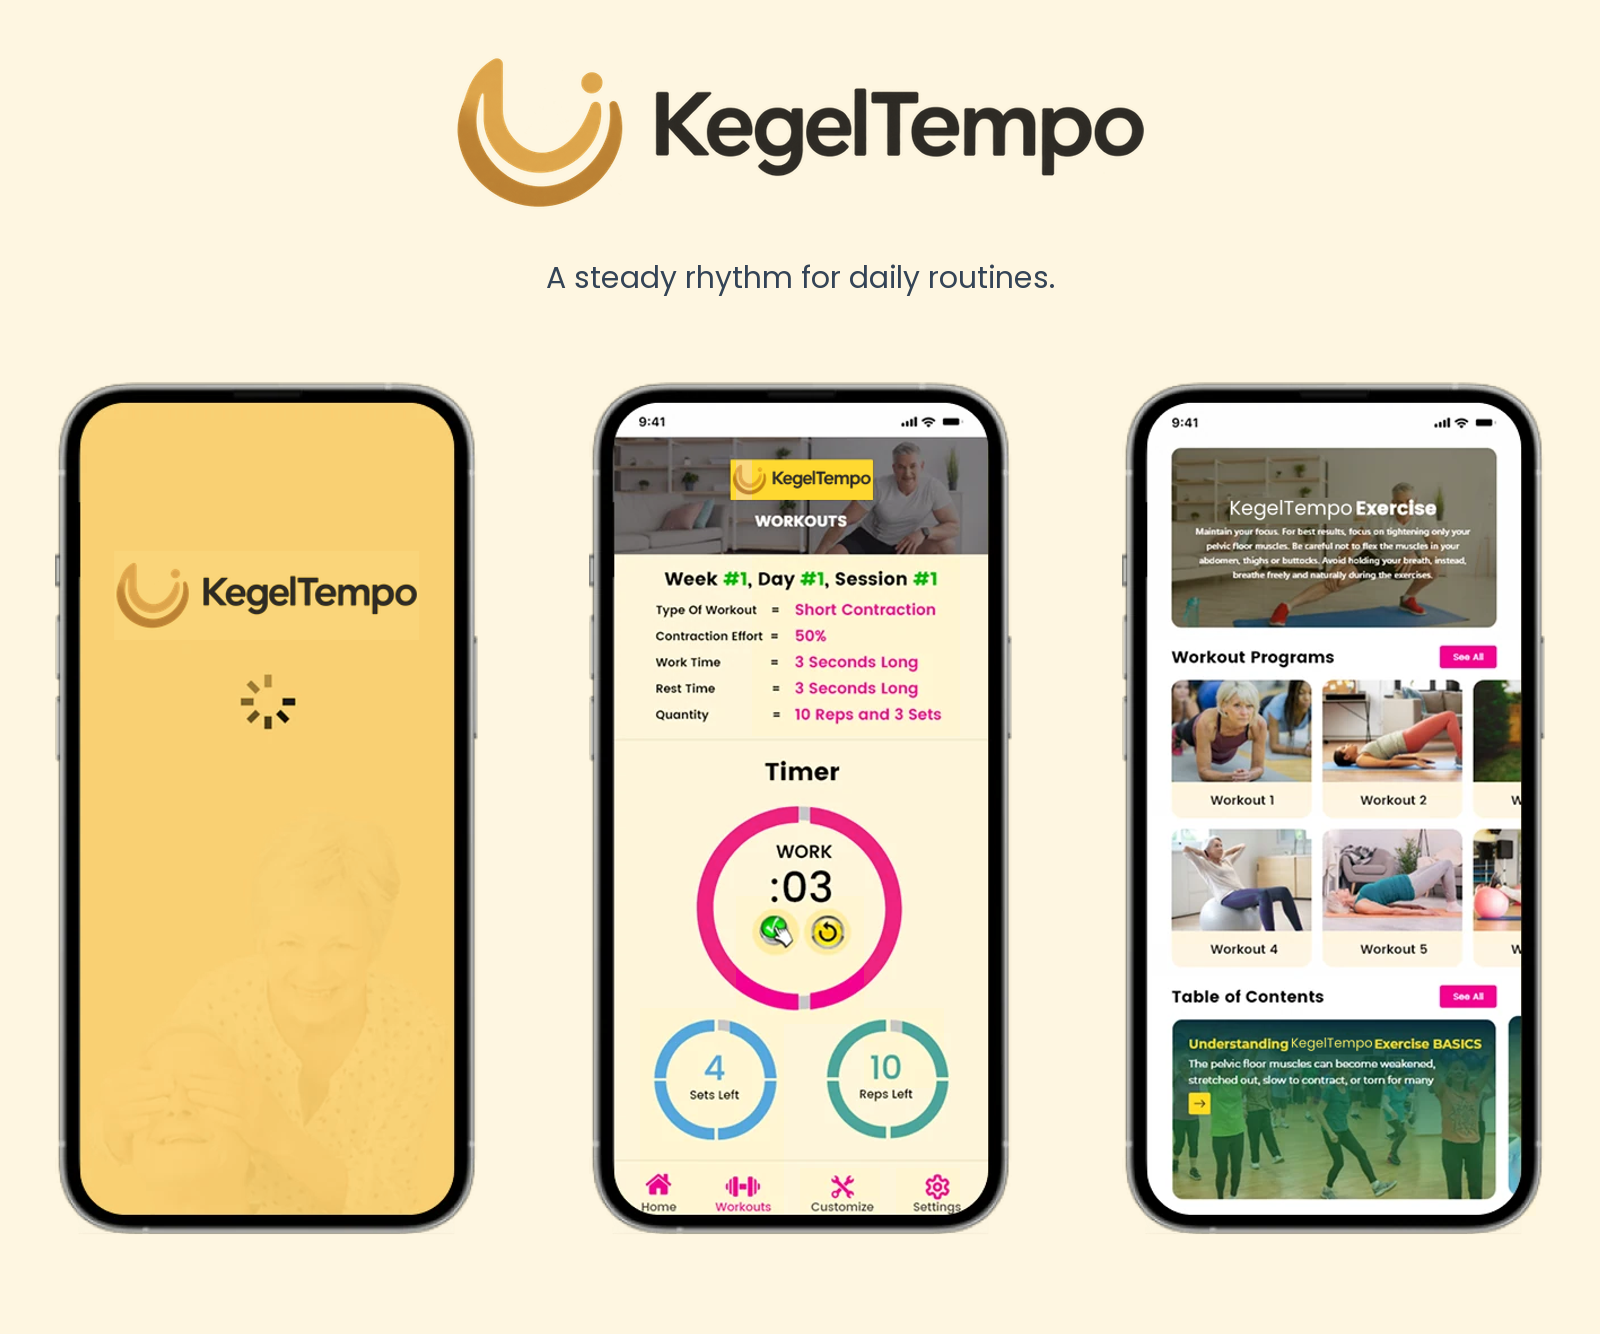 KegelTempo
A steady rhythm for daily routines.
KegelTempo
9:41
KegelTempo
WORKOUTS
Week #1, Day #1, Session #1
Type Of Workout = Short Contraction
Contraction Effort = 50%
Work Time = 3 Seconds Long
Rest Time = 3 Seconds Long
Quantity = 10 Reps and 3 Sets
Timer
WORK
:03
4
Sets Left
10
Reps Left
Home Workouts Customize Settings
9:41
KegelTempo Exercise
Maintain your focus. For best results, focus on tightening only your
pelvic floor muscles. Be careful not to flex the muscles in your
abdomen, thighs or buttocks. Avoid holding your breath, instead,
breathe freely and naturally during the exercises.
Workout Programs See All
Workout 1 Workout 2 W
Workout 4 Workout 5 W
Table of Contents See All
Understanding KegelTempo Exercise BASICS
The pelvic floor muscles can become weakened,
stretched out, slow to contract, or torn for many